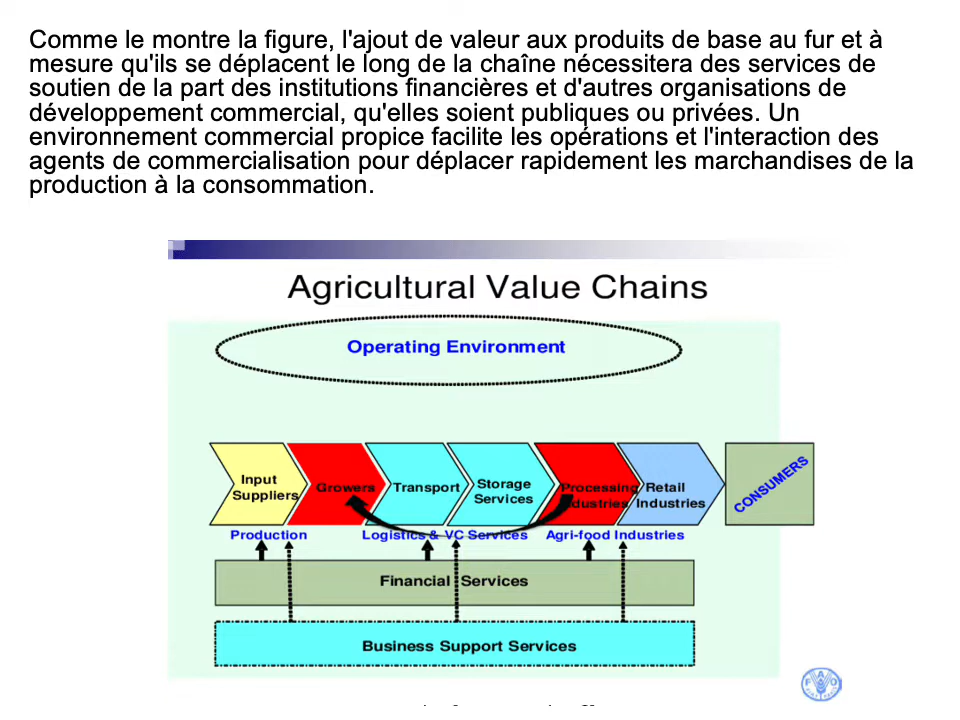 Comme le montre la figure, l'ajout de valeur aux produits de base au fur et à
mesure qu'ils se déplacent le long de la chaîne nécessitera des services de
soutien de la part des institutions financières et d'autres organisations de
développement commercial, qu'elles soient publiques ou privées. Un
environnement commercial propice facilite les opérations et l'interaction des
agents de commercialisation pour déplacer rapidement les marchandises de la
production à la consommation.
Agricultural Value Chains
Operating Environment
Input
Suppliers
Growers
Transport
Storage
Services
Processing
Industries
Retail
Industries
CONSUMERS
Production
Logistics & VC Services
Agri-food Industries
Financial Services
Business Support Services
FAO